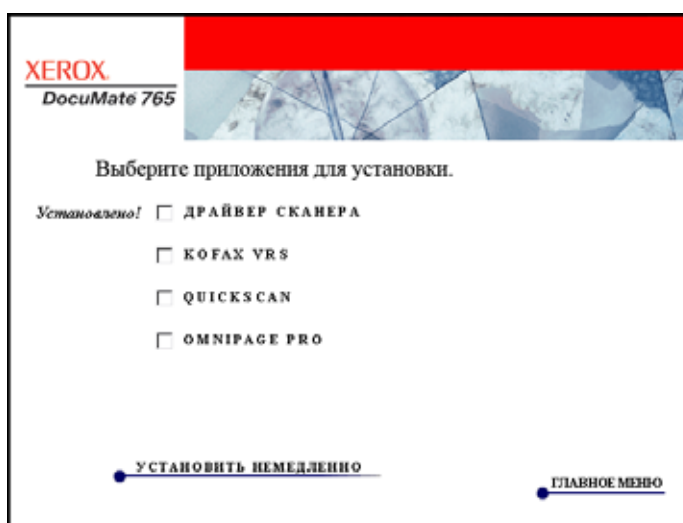 XEROX.
DocuMate 765
Выберите приложения для установки.
Установлено! ДРАЙВЕР СКАНЕРА
KOFAX VRS
QUICKSCAN
OMNIPAGE PRO
УСТАНОВИТЬ НЕМЕДЛЕННО
ГЛАВНОЕ МЕНЮ